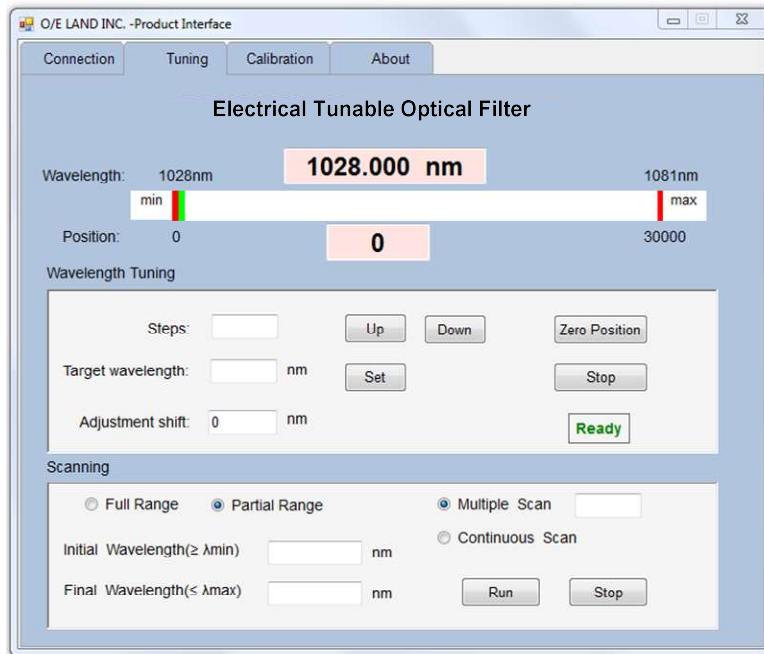 O/E LAND INC. -Product Interface
Connection Tuning Calibration About
Electrical Tunable Optical Filter
Wavelength: 1028nm 1028.000 nm 1081nm
min max
Position: 0 0 30000
Wavelength Tuning
Steps: Up Down Zero Position
Target wavelength: nm Set Stop
Adjustment shift: 0 nm Ready
Scanning
Full Range Partial Range Multiple Scan
Continuous Scan
Initial Wavelength(≥ λmin) nm
Final Wavelength(≤ λmax) nm Run Stop